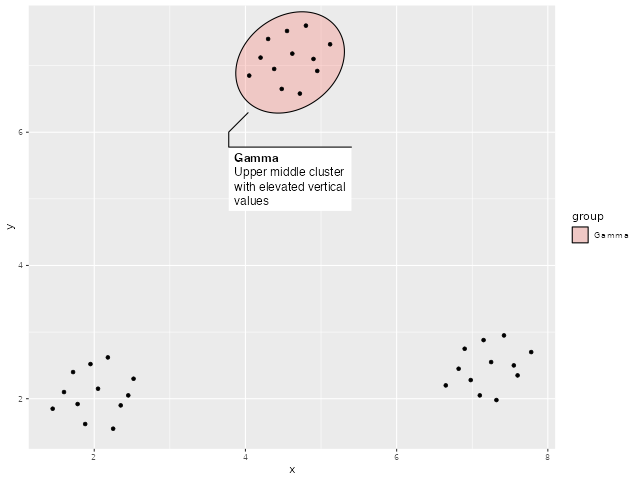 Gamma
Upper middle cluster
with elevated vertical
values
6
4
2
y
2
4
6
8
x
group
Gamma